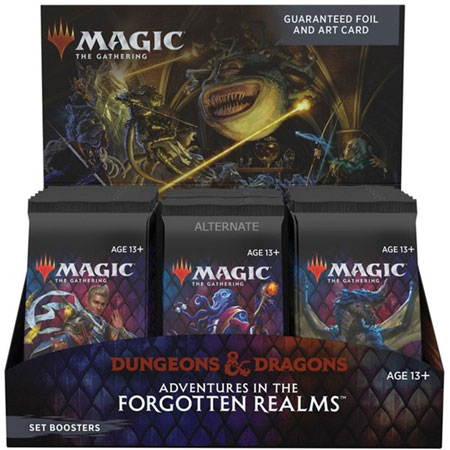 GUARANTEED FOIL
AND ART CARD
MAGIC
THE GATHERING
ALTERNATE
AGE 13+
AGE 13+
AGE 13+
MAGIC
THE GATHERING
MAGIC
THE GATHERING
MAGIC
THE GATHERING
DUNGEONS & DRAGONS
ADVENTURES IN THE
FORGOTTEN REALMS™
AGE 13+
SET BOOSTERS